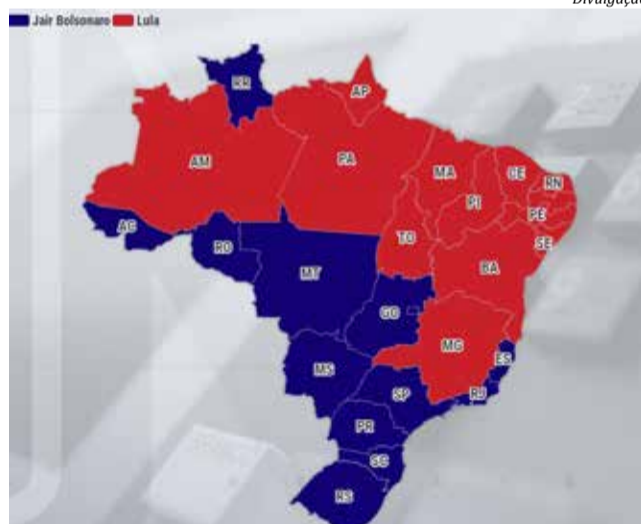 Divulgação
Jair Bolsonaro Lula
RR
AP
AM
PA
MA
CE
RN
PI
PE
AC
TO
SE
RO
BA
MT
GO
MG
ES
MS
SP
RJ
PR
SC
RS